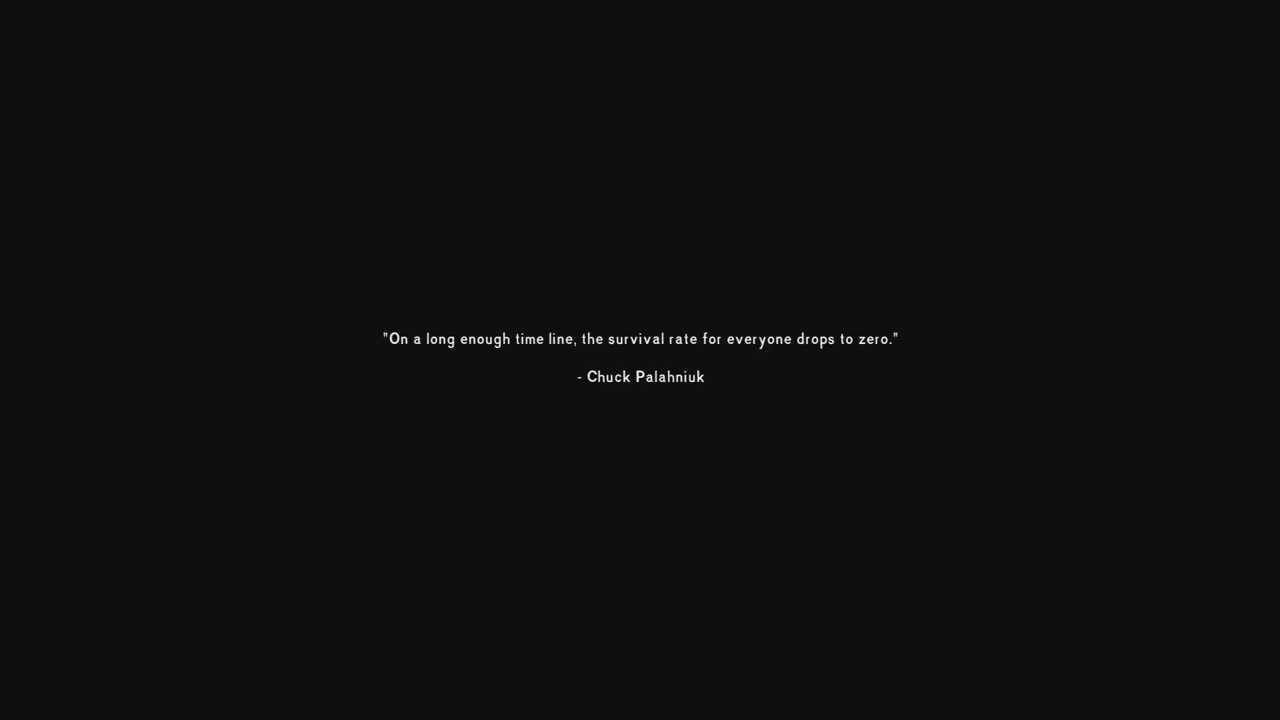 "On a long enough time line, the survival rate for everyone drops to zero."
- Chuck Palahniuk